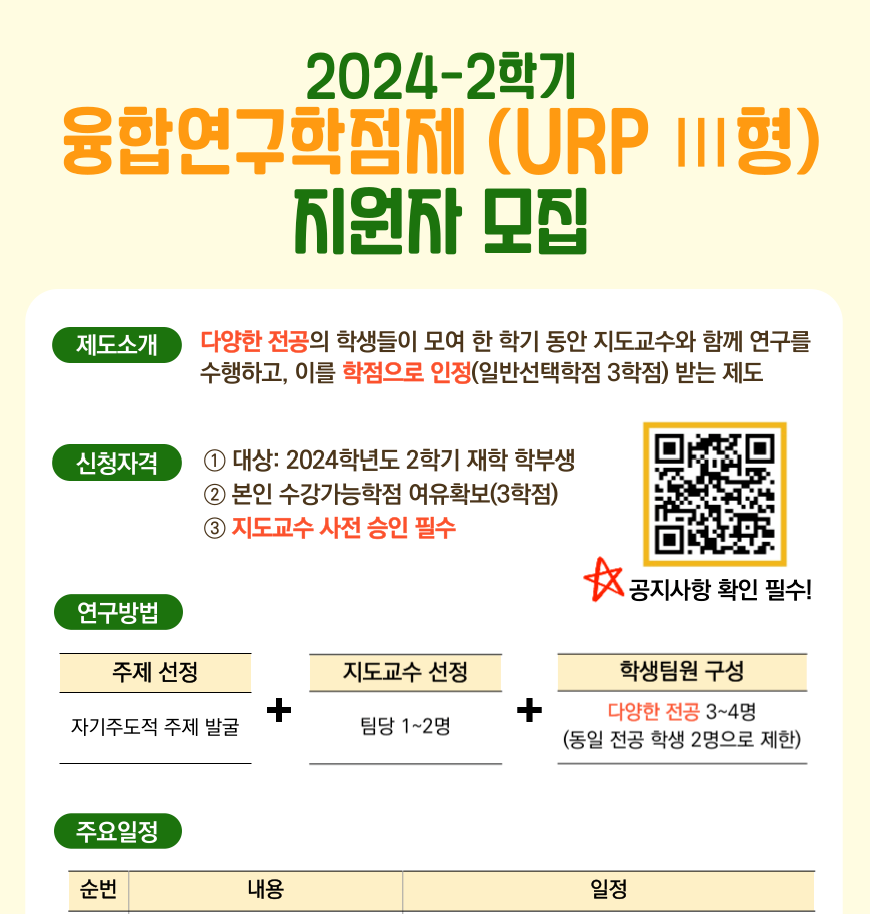 2024-2학기
융합연구학점제 (URP Ⅲ형)
지원자 모집
제도소개
다양한 전공의 학생들이 모여 한 학기 동안 지도교수와 함께 연구를
수행하고, 이를 학점으로 인정(일반선택학점 3학점) 받는 제도
신청자격
① 대상: 2024학년도 2학기 재학 학부생
② 본인 수강가능학점 여유확보(3학점)
③ 지도교수 사전 승인 필수
공지사항 확인 필수!
연구방법
주제 선정 + 지도교수 선정 + 학생팀원 구성
자기주도적 주제 발굴
팀당 1~2명
다양한 전공 3~4명
(동일 전공 학생 2명으로 제한)
주요일정
순번 내용 일정